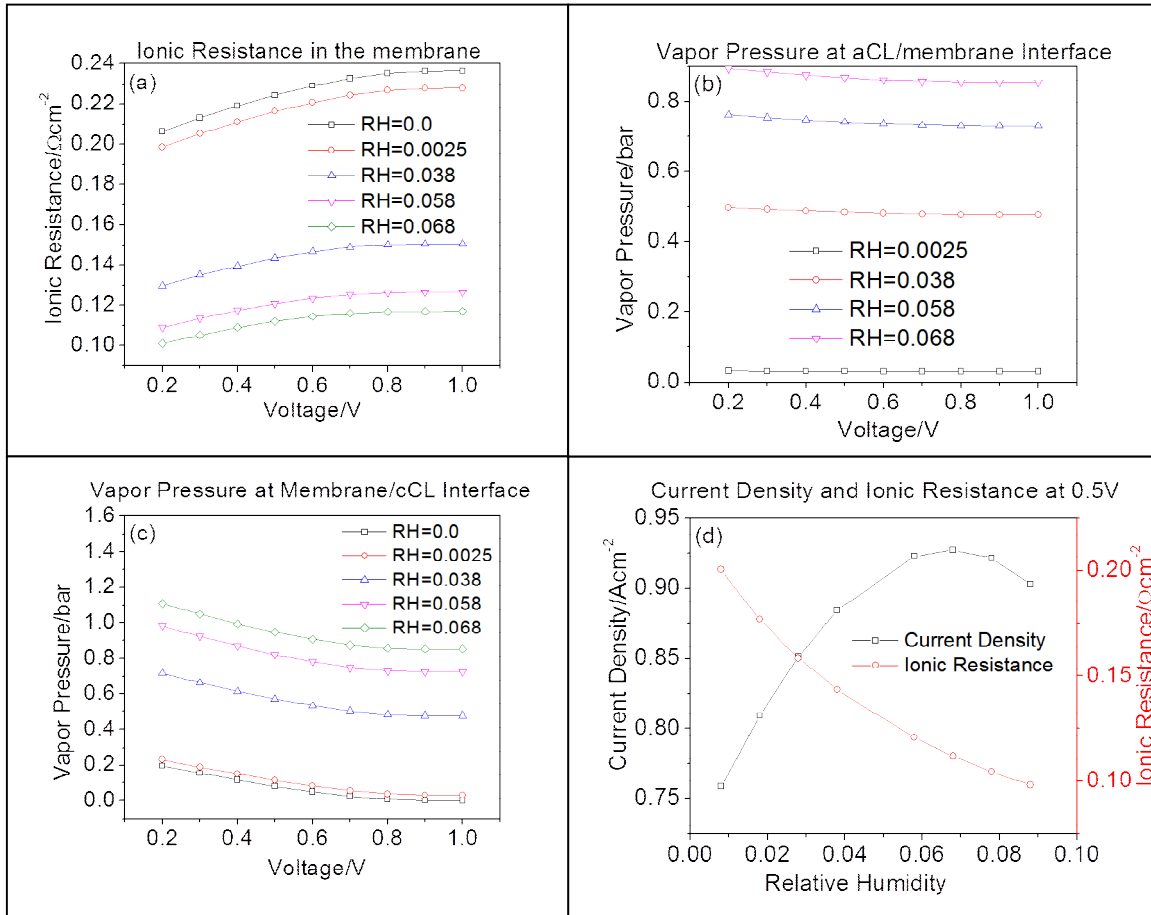 Ionic Resistance in the membrane
(a)
0.24
0.22
0.20
0.18
0.16
0.14
0.12
0.10
Ionic Resistance/Ωcm-2
RH=0.0
RH=0.0025
RH=0.038
RH=0.058
RH=0.068
0.2 0.4 0.6 0.8 1.0
Voltage/V
Vapor Pressure at aCL/membrane Interface
(b)
0.8
0.6
0.4
0.2
0.0
Vapor Pressure/bar
RH=0.0025
RH=0.038
RH=0.058
RH=0.068
0.2 0.4 0.6 0.8 1.0
Voltage/V
Vapor Pressure at Membrane/cCL Interface
(c)
1.6
1.4
1.2
1.0
0.8
0.6
0.4
0.2
0.0
Vapor Pressure/bar
RH=0.0
RH=0.0025
RH=0.038
RH=0.058
RH=0.068
0.2 0.4 0.6 0.8 1.0
Voltage/V
Current Density and Ionic Resistance at 0.5V
(d)
0.95
0.90
0.85
0.80
0.75
Current Density/Acm-2
Current Density
Ionic Resistance
0.20
0.15
0.10
Ionic Resistance/Ωcm-2
0.00 0.02 0.04 0.06 0.08 0.10
Relative Humidity